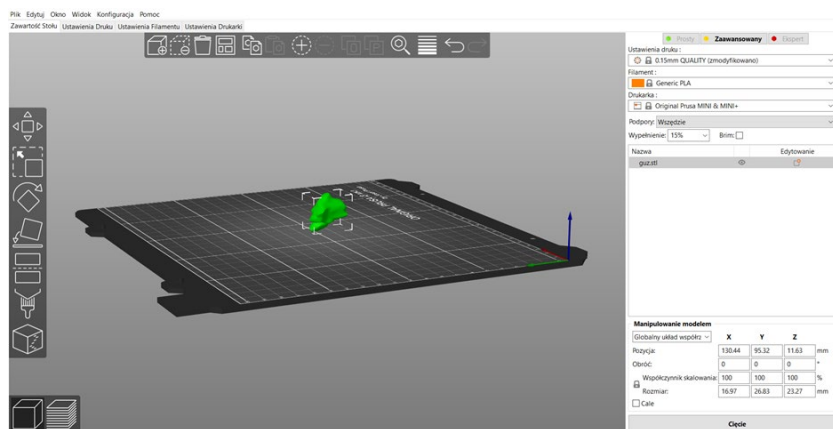 Plik Edytuj Okno Widok Konfiguracja Pomoc
Zawartość Stołu Ustawienia Druku Ustawienia Filamentu Ustawienia Drukarki
Prosty Zaawansowany Ekspert
Ustawienia druku :
0.15mm QUALITY (zmodyfikowano)
Filament :
Generic PLA
Drukarka :
Original Prusa MINI & MINI+
Podpory: Wszędzie
Wypełnienie: 15% Brim:
Nazwa Edytowanie
guz.stl
Manipulowanie modelem
Globalny układ współrz X Y Z
Pozycja: 130.44 95.32 11.63 mm
Obróć: 0 0 0 °
Współczynnik skalowania: 100 100 100 %
Rozmiar: 16.97 26.83 23.27 mm
Cale
Cięcie